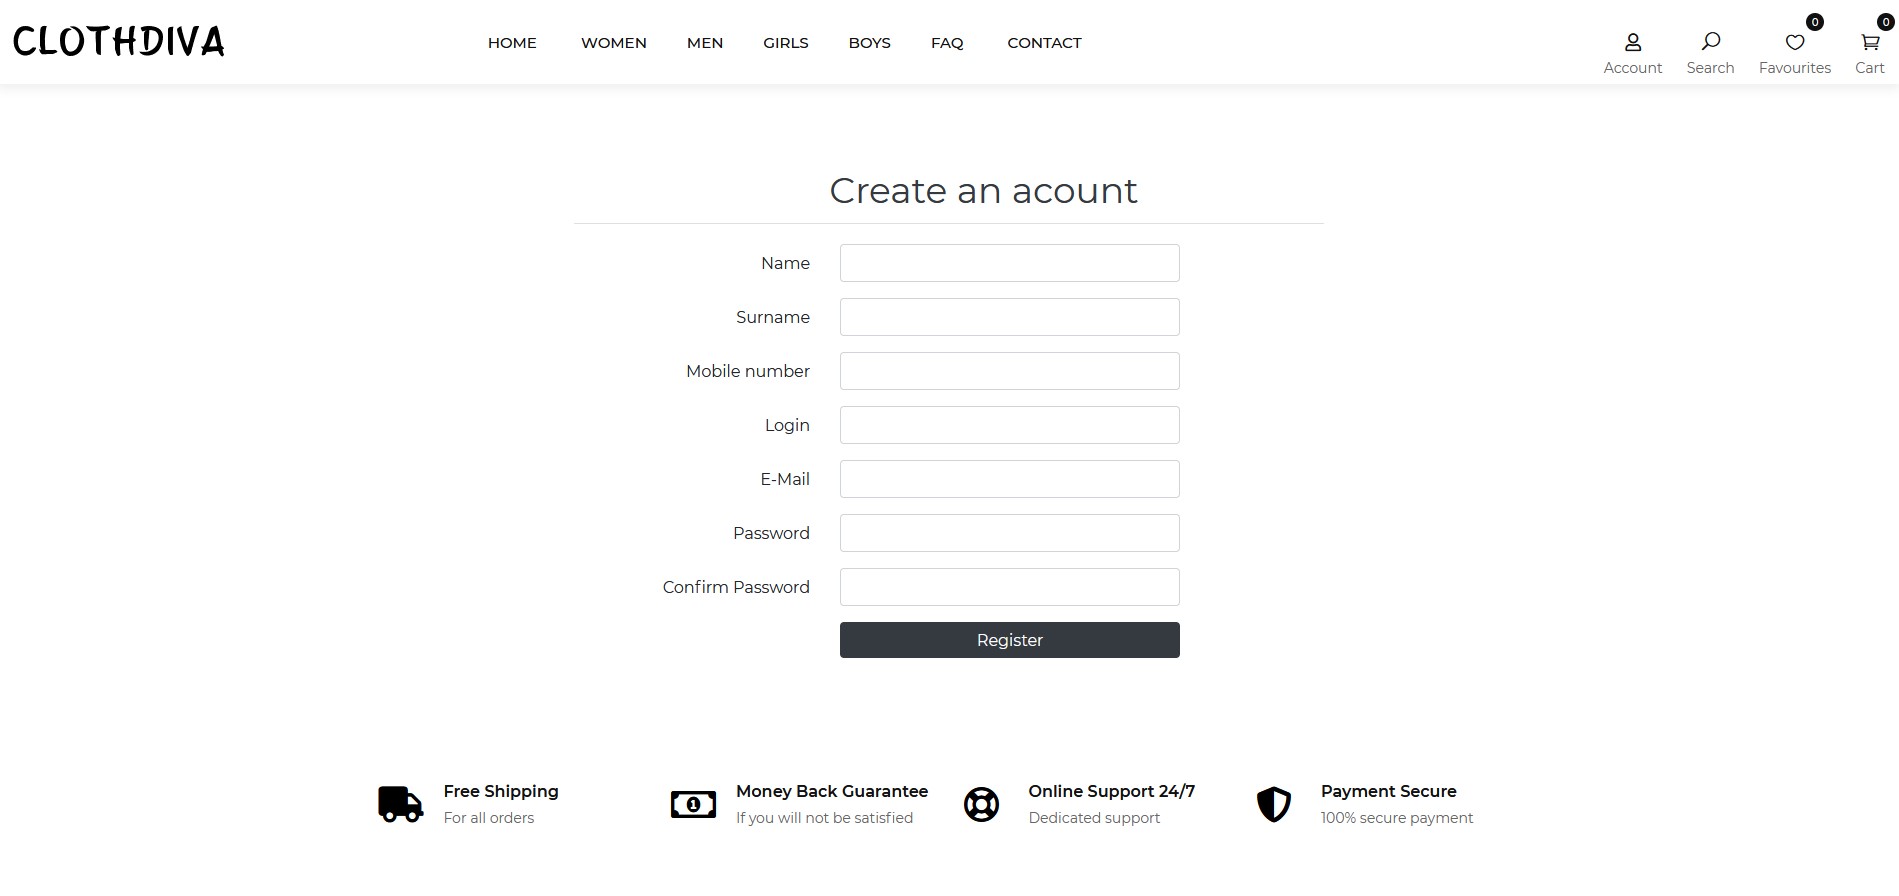 CLOTHDIVA
HOME WOMEN MEN GIRLS BOYS FAQ CONTACT
0 0
Account Search Favourites Cart
Create an acount
Name
Surname
Mobile number
Login
E-Mail
Password
Confirm Password
Register
Free Shipping
For all orders
1
Money Back Guarantee
If you will not be satisfied
Online Support 24/7
Dedicated support
Payment Secure
100% secure payment